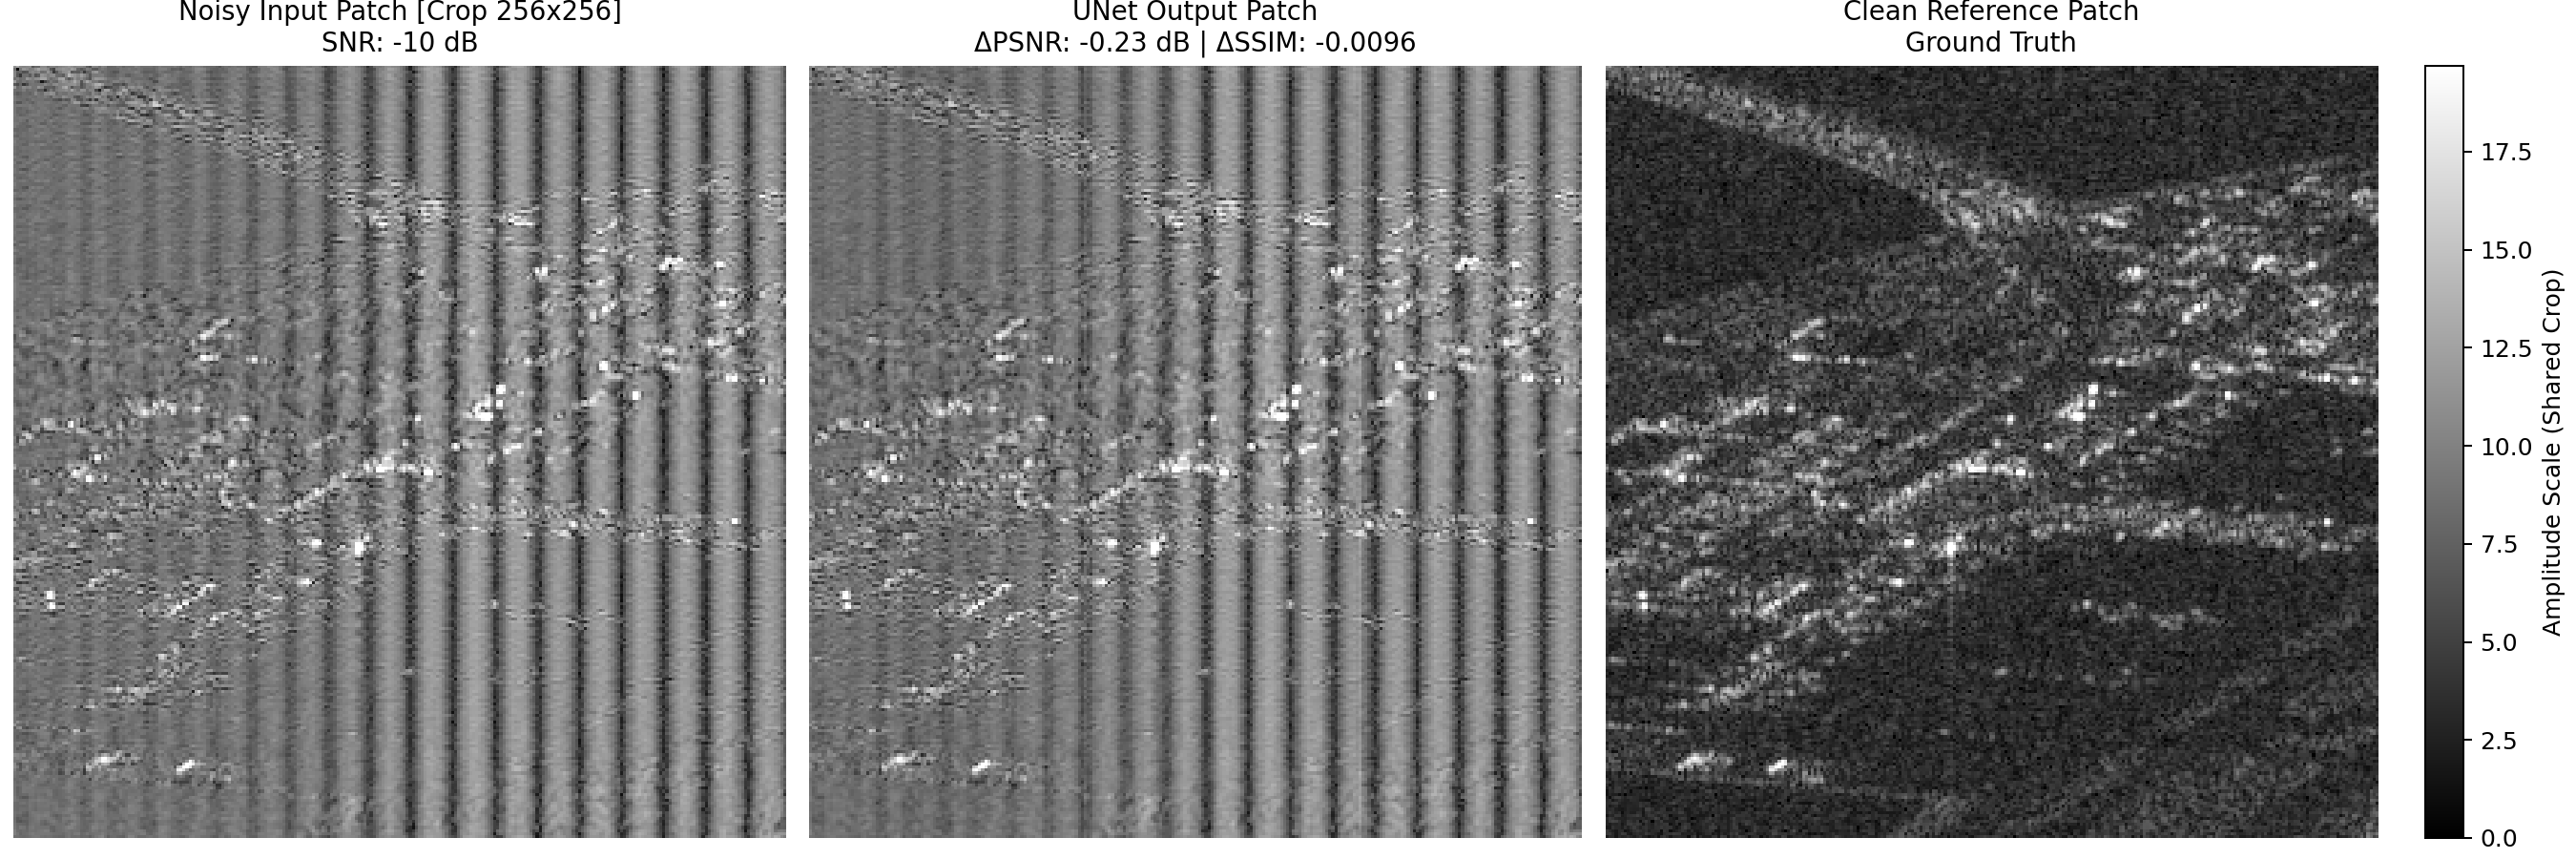 Noisy Input Patch [Crop 256x256]
SNR: -10 dB
UNet Output Patch
ΔPSNR: -0.23 dB | ΔSSIM: -0.0096
Clean Reference Patch
Ground Truth
17.5
15.0
12.5
10.0
7.5
5.0
2.5
0.0
Amplitude Scale (Shared Crop)